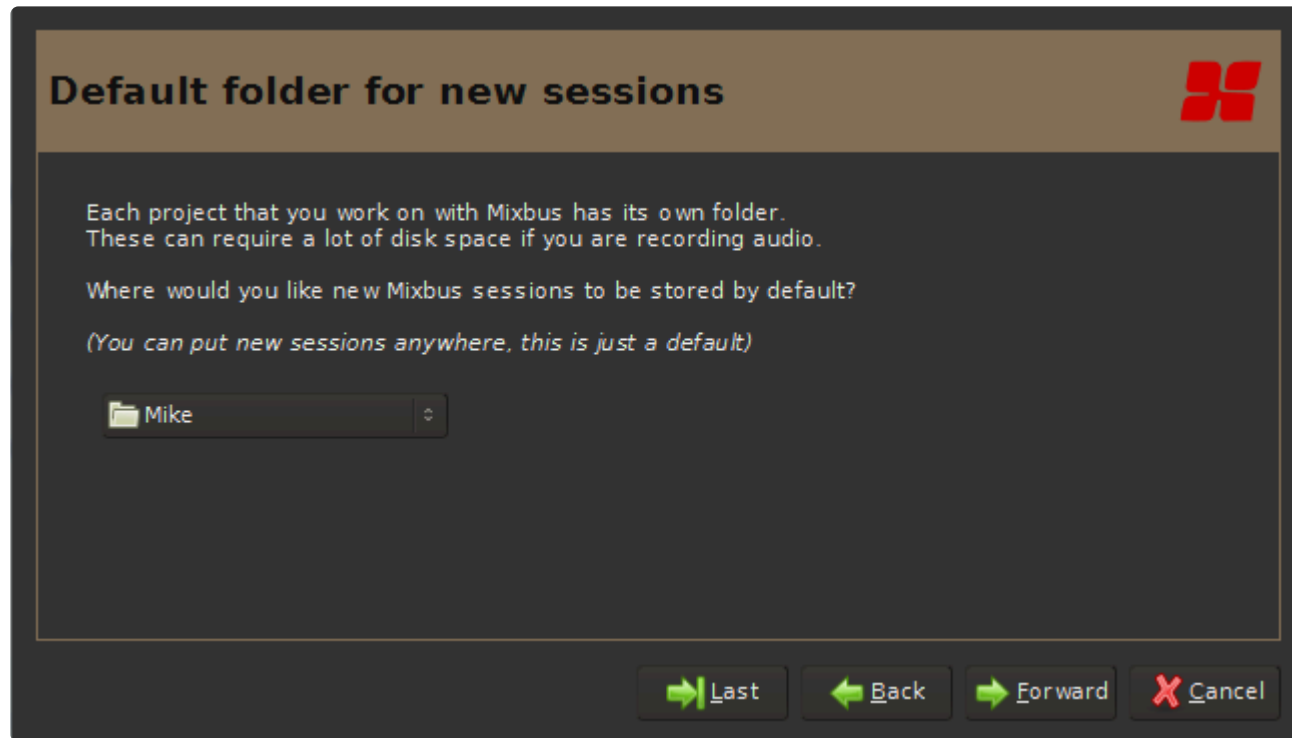 Default folder for new sessions
Each project that you work on with Mixbus has its own folder.
These can require a lot of disk space if you are recording audio.
Where would you like new Mixbus sessions to be stored by default?
(You can put new sessions anywhere, this is just a default)
Mike
Last
Back
Forward
Cancel